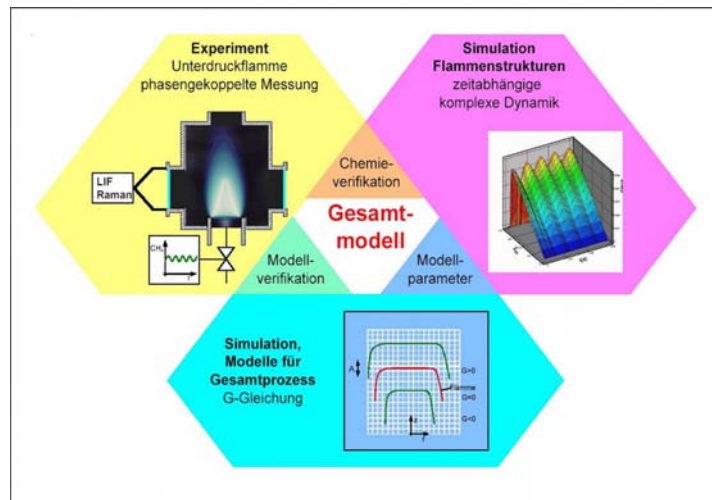 Experiment
Unterdruckflamme
phasengekoppelte Messung
LIF
Raman
CH₄
t
Simulation
Flammenstrukturen
zeitabhängige
komplexe Dynamik
Chemie-
verifikation
Gesamt-
modell
Modell-
verifikation
Modell-
parameter
Simulation,
Modelle für
Gesamtprozess
G-Gleichung
A
G>0
Flamme
G=0
G<0
z
r